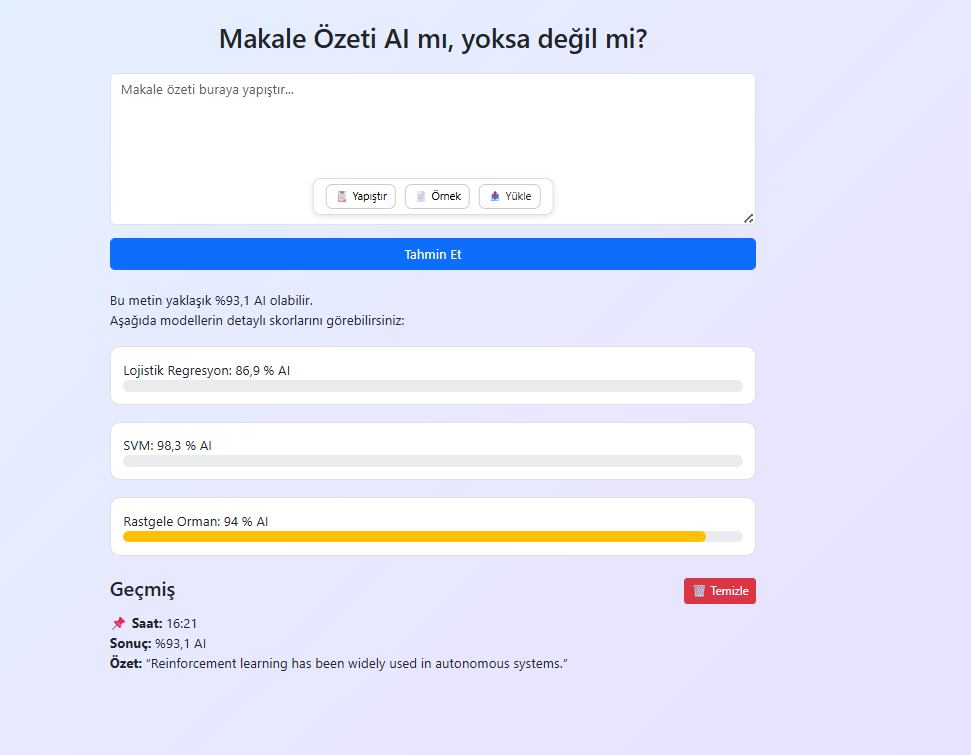 Makale Özeti AI mı, yoksa değil mi?
Makale özeti buraya yapıştır...
Yapıştır
Örnek
Yükle
Tahmin Et
Bu metin yaklaşık %93,1 AI olabilir.
Aşağıda modellerin detaylı skorlarını görebilirsiniz:
Lojistik Regresyon: 86,9 % AI
SVM: 98,3 % AI
Rastgele Orman: 94 % AI
Geçmiş
Temizle
Saat: 16:21
Sonuç: %93,1 AI
Özet: “Reinforcement learning has been widely used in autonomous systems.”